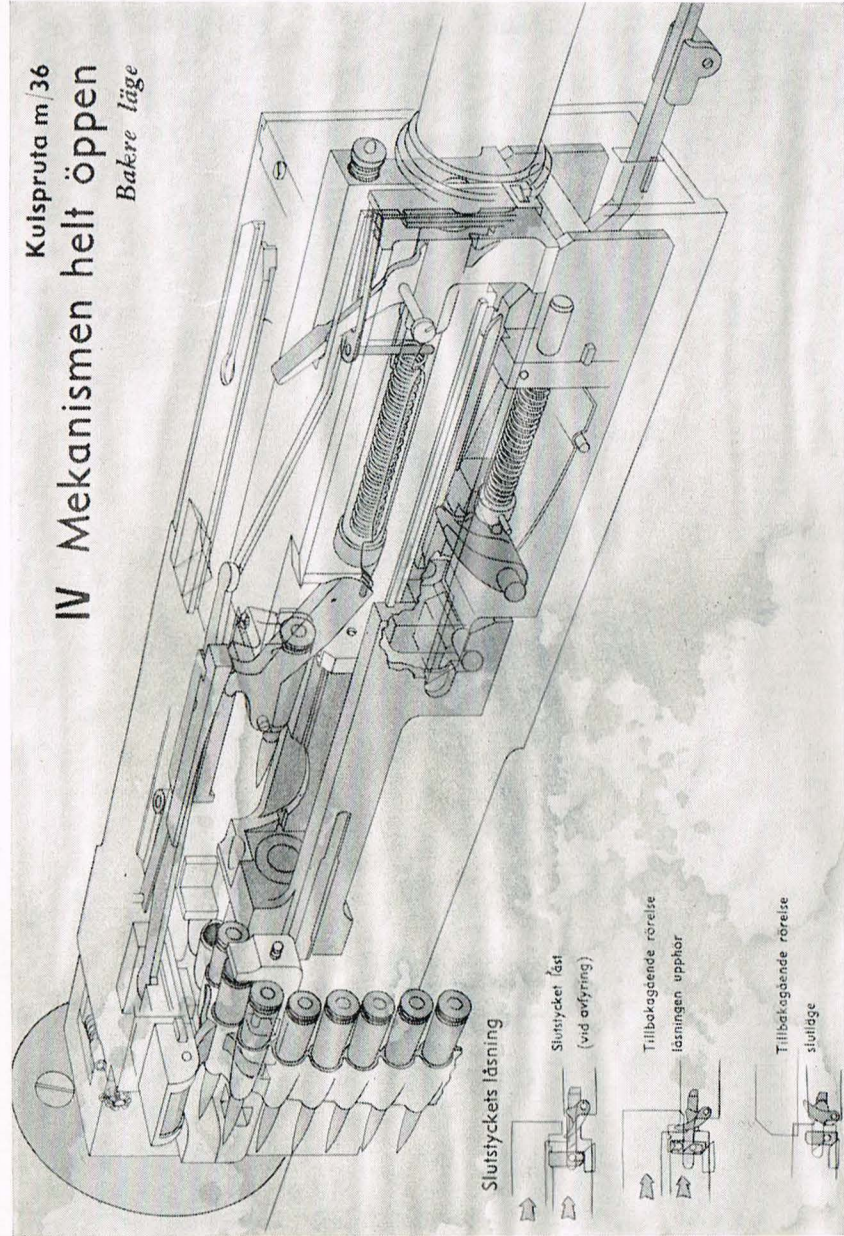 Kulspruta m/36
IV Mekanismen helt öppen
Bakre läge
Slutstyckets låsning
Slutstycket låst
(vid avfyring)
Tillbakagående rörelse
låsningen upphör
Tillbakagående rörelse
slutläge